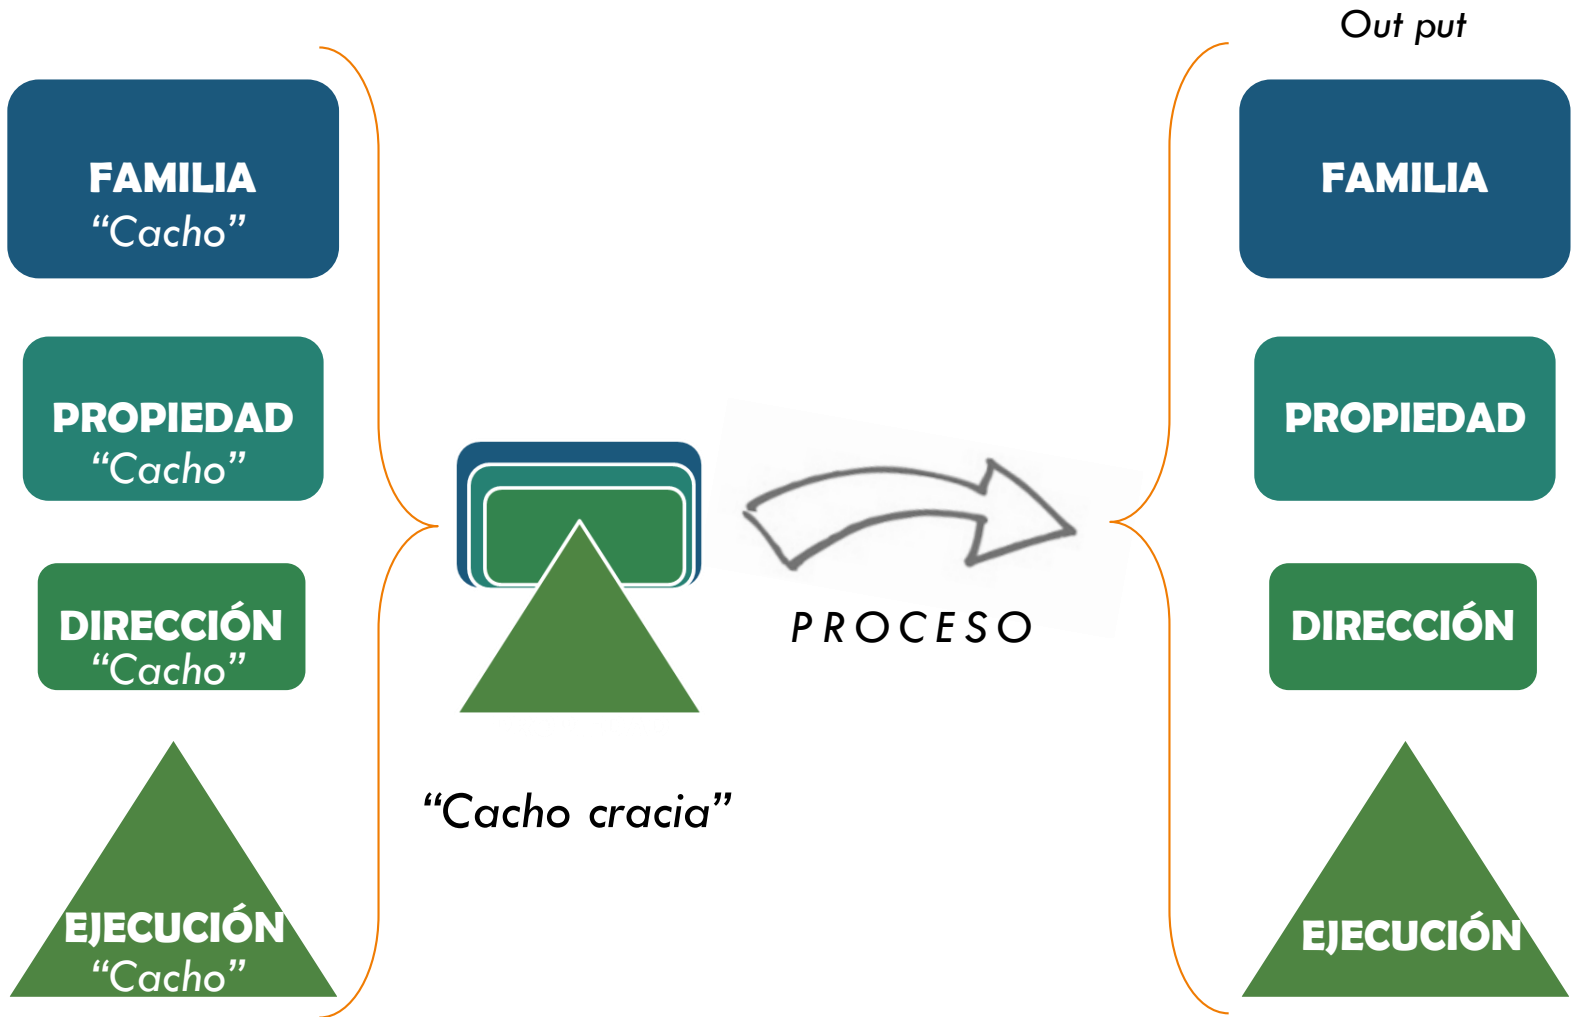 FAMILIA
“Cacho”
PROPIEDAD
“Cacho”
DIRECCIÓN
“Cacho”
EJECUCIÓN
“Cacho”
“Cacho cracia”
PROCESO
Out put
FAMILIA
PROPIEDAD
DIRECCIÓN
EJECUCIÓN